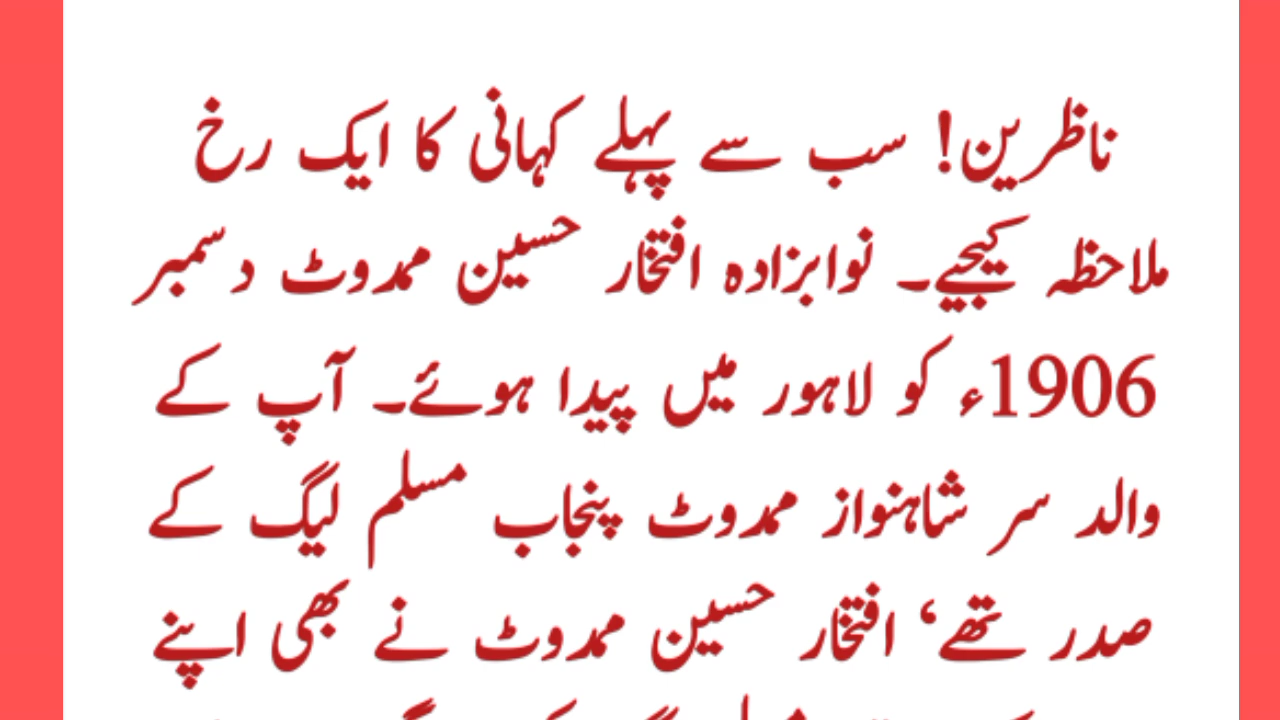 ناظرین! سب سے پہلے کہانی کا ایک رخ
ملاحظہ کیجیے۔ نوابزادہ افتخار حسین ممدوٹ دسمبر
1906ء کو لاہور میں پیدا ہوئے۔ آپ کے
والد سر شاہنواز ممدوٹ پنجاب مسلم لیگ کے
صدر تھے‘ افتخار حسین ممدوٹ نے بھی اپنے